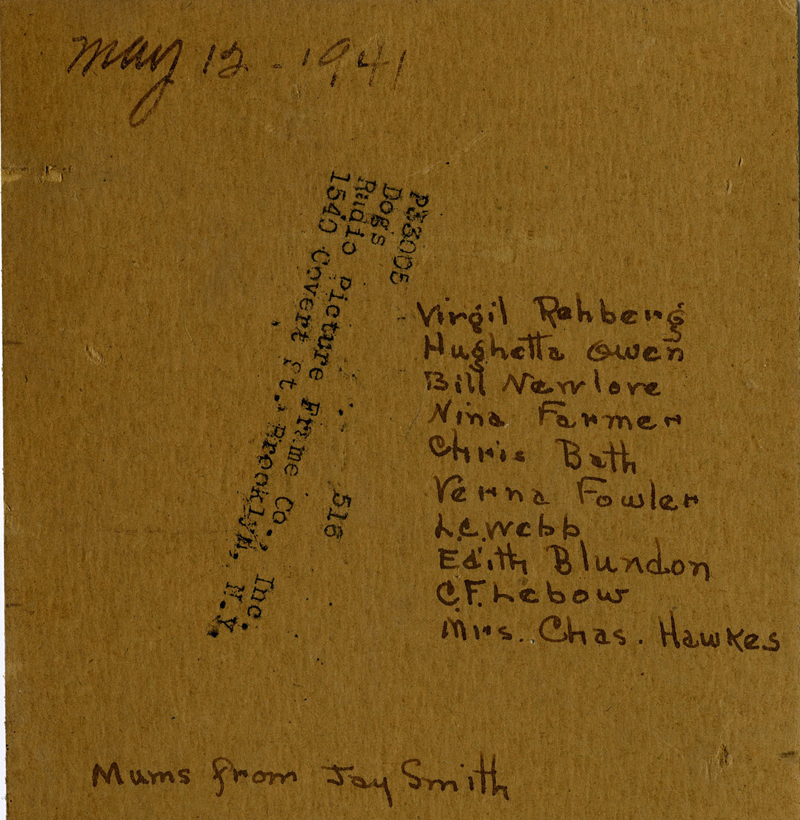 May 12 - 1941
P33005
Dogs
Rudio Picture Frame Co., Inc.
1540 Covert St. Brooklyn, N.Y.
516
Virgil Rehberg
Hughetta Owen
Bill Newlove
Nina Farmer
Chris Bath
Verna Fowler
L.C. Webb
Edith Blundon
C.F. Lebow
Mrs. Chas. Hawkes
Mums from Jay Smith